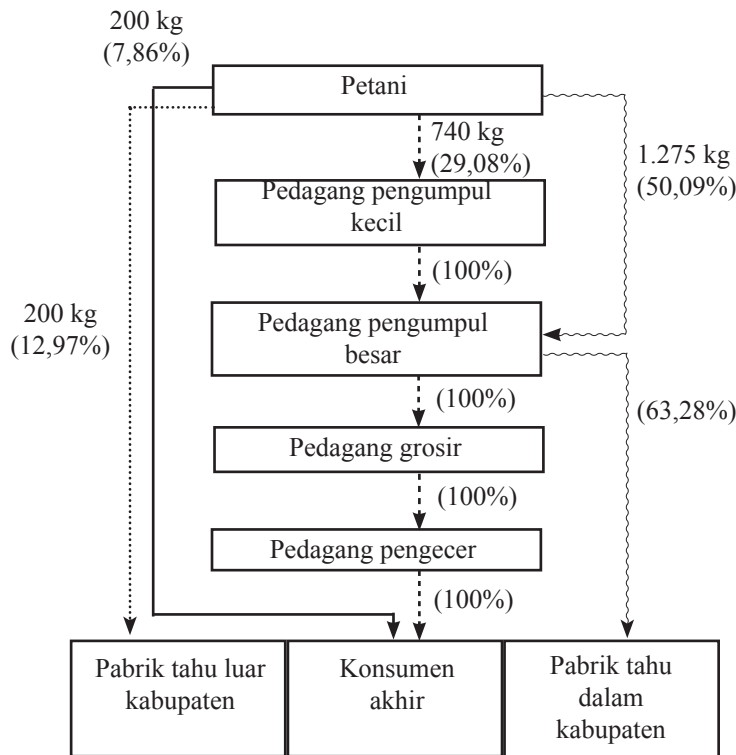 200 kg
(7,86%)
Petani
740 kg
(29,08%)
1.275 kg
(50,09%)
Pedagang pengumpul
kecil
(100%)
200 kg
(12,97%)
Pedagang pengumpul
besar
(100%)
(63,28%)
Pedagang grosir
(100%)
Pedagang pengecer
(100%)
Pabrik tahu luar
kabupaten
Konsumen
akhir
Pabrik tahu
dalam
kabupaten